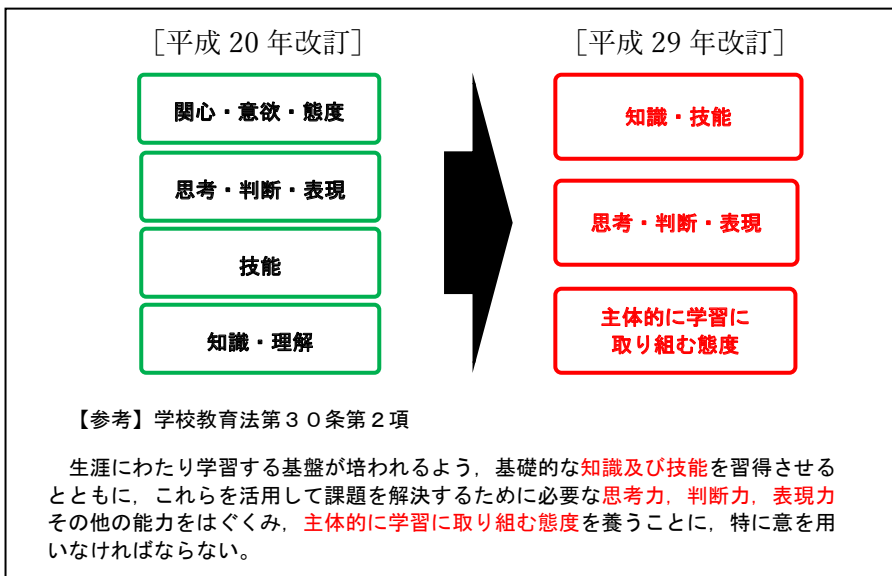 ［平成 20 年改訂］
関心・意欲・態度
思考・判断・表現
技能
知識・理解
［平成 29 年改訂］
知識・技能
思考・判断・表現
主体的に学習に
取り組む態度
【参考】学校教育法第３０条第２項
生涯にわたり学習する基盤が培われるよう，基礎的な知識及び技能を習得させる
とともに，これらを活用して課題を解決するために必要な思考力，判断力，表現力
その他の能力をはぐくみ，主体的に学習に取り組む態度を養うことに，特に意を用
いなければならない。